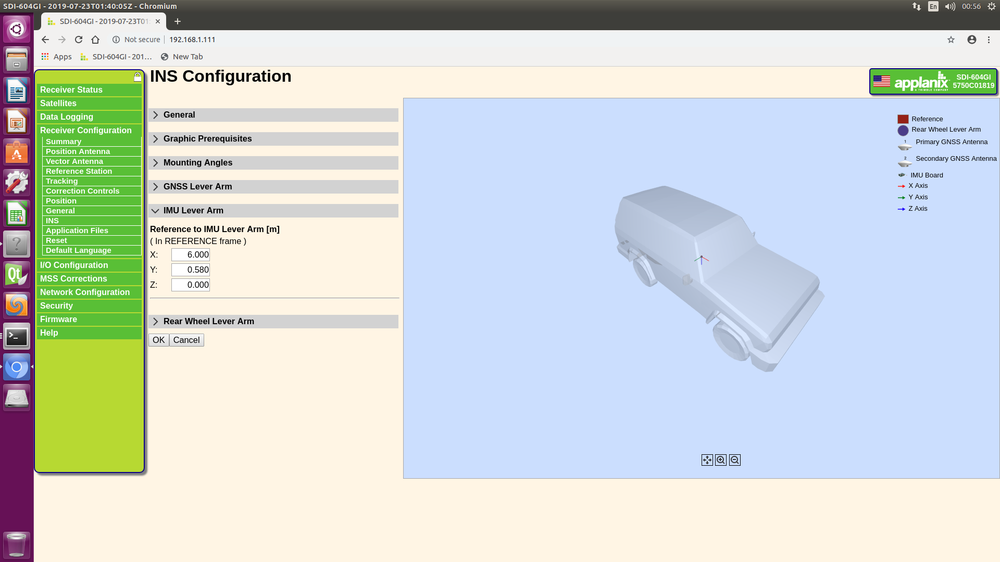 SDI-604GI - 2019-07-23T01:40:05Z - Chromium
En
00:56
SDI-604GI - 2019-07-23T01:
Not secure
192.168.1.111
Apps
SDI-604GI - 201...
New Tab
Receiver Status
Satellites
Data Logging
Receiver Configuration
Summary
Position Antenna
Vector Antenna
Reference Station
Tracking
Correction Controls
Position
General
INS
Application Files
Reset
Default Language
I/O Configuration
MSS Corrections
Network Configuration
Security
Firmware
Help
INS Configuration
General
Graphic Prerequisites
Mounting Angles
GNSS Lever Arm
IMU Lever Arm
Reference to IMU Lever Arm [m]
( In REFERENCE frame )
X: 6.000
Y: 0.580
Z: 0.000
Rear Wheel Lever Arm
OK Cancel
applanix
A TRIMBLE COMPANY
SDI-604GI
5750C01819
Reference
Rear Wheel Lever Arm
1 Primary GNSS Antenna
2 Secondary GNSS Antenna
IMU Board
X Axis
Y Axis
Z Axis
Qt